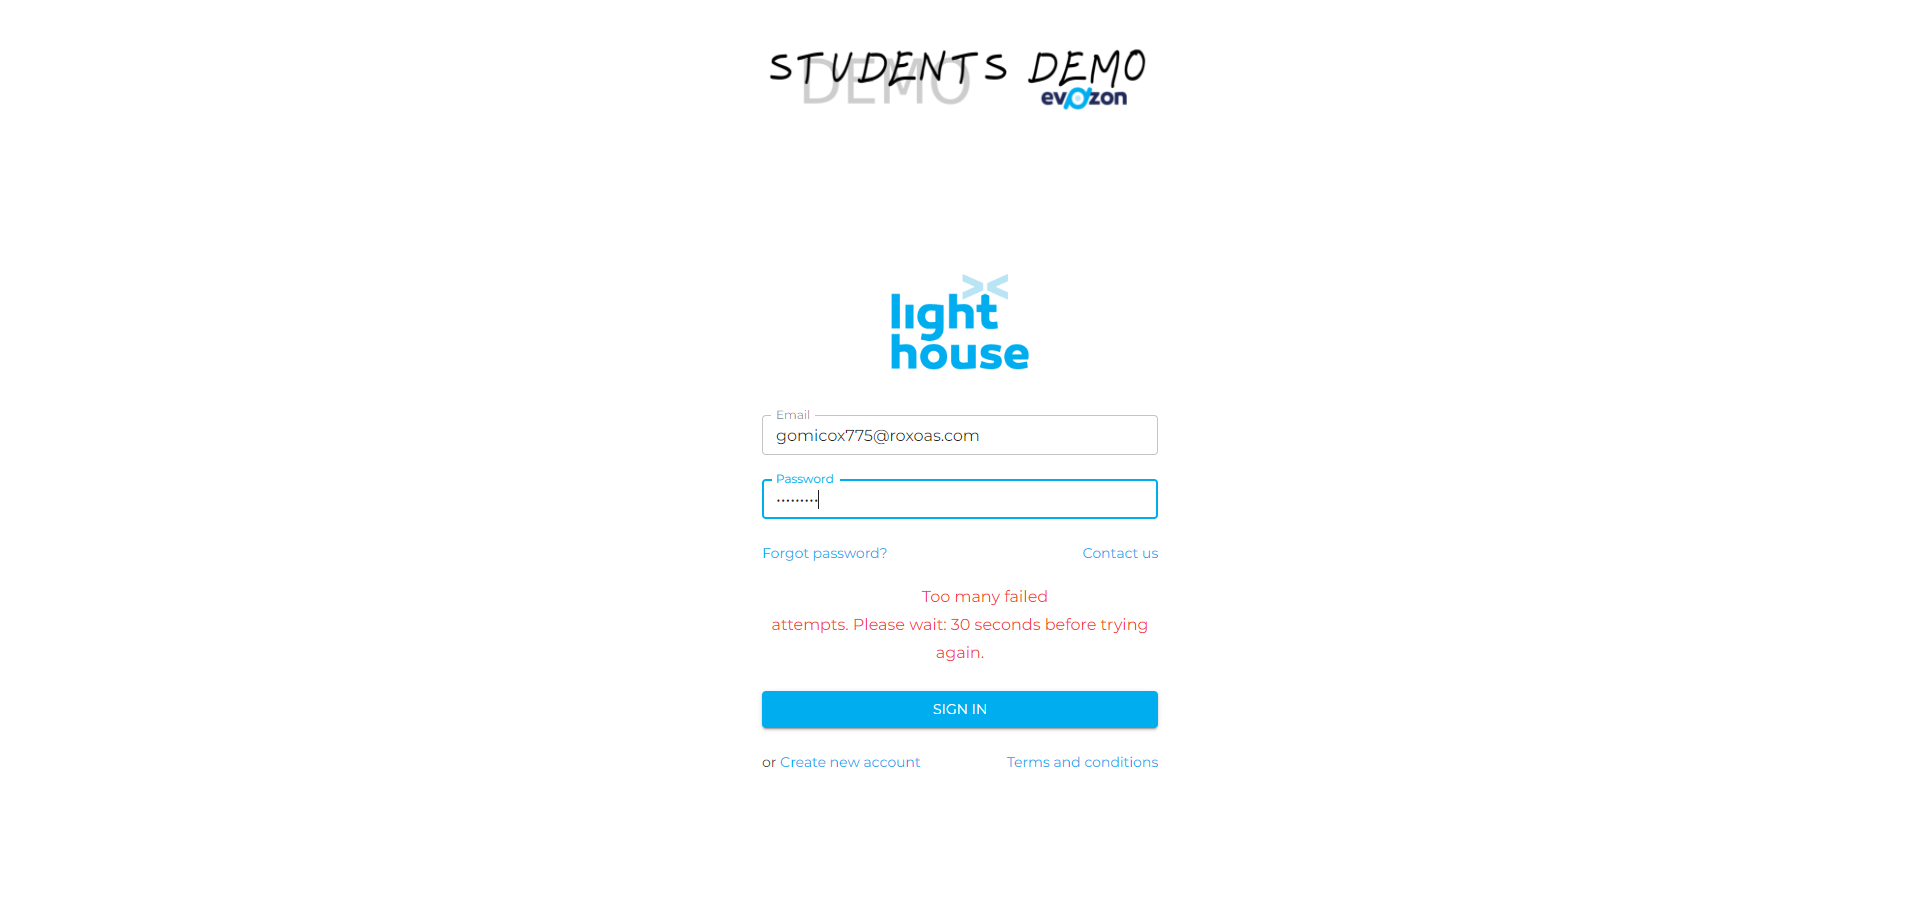 STUDENTS DEMO
DEMO
evozon
light
house
Email
gomicox775@roxoas.com
Password
Forgot password?
Contact us
Too many failed
attempts. Please wait: 30 seconds before trying
again.
SIGN IN
or Create new account
Terms and conditions